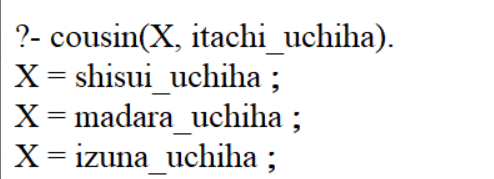 ?- cousin(X, itachi_uchiha).
X = shisui_uchiha ;
X = madara_uchiha ;
X = izuna_uchiha ;